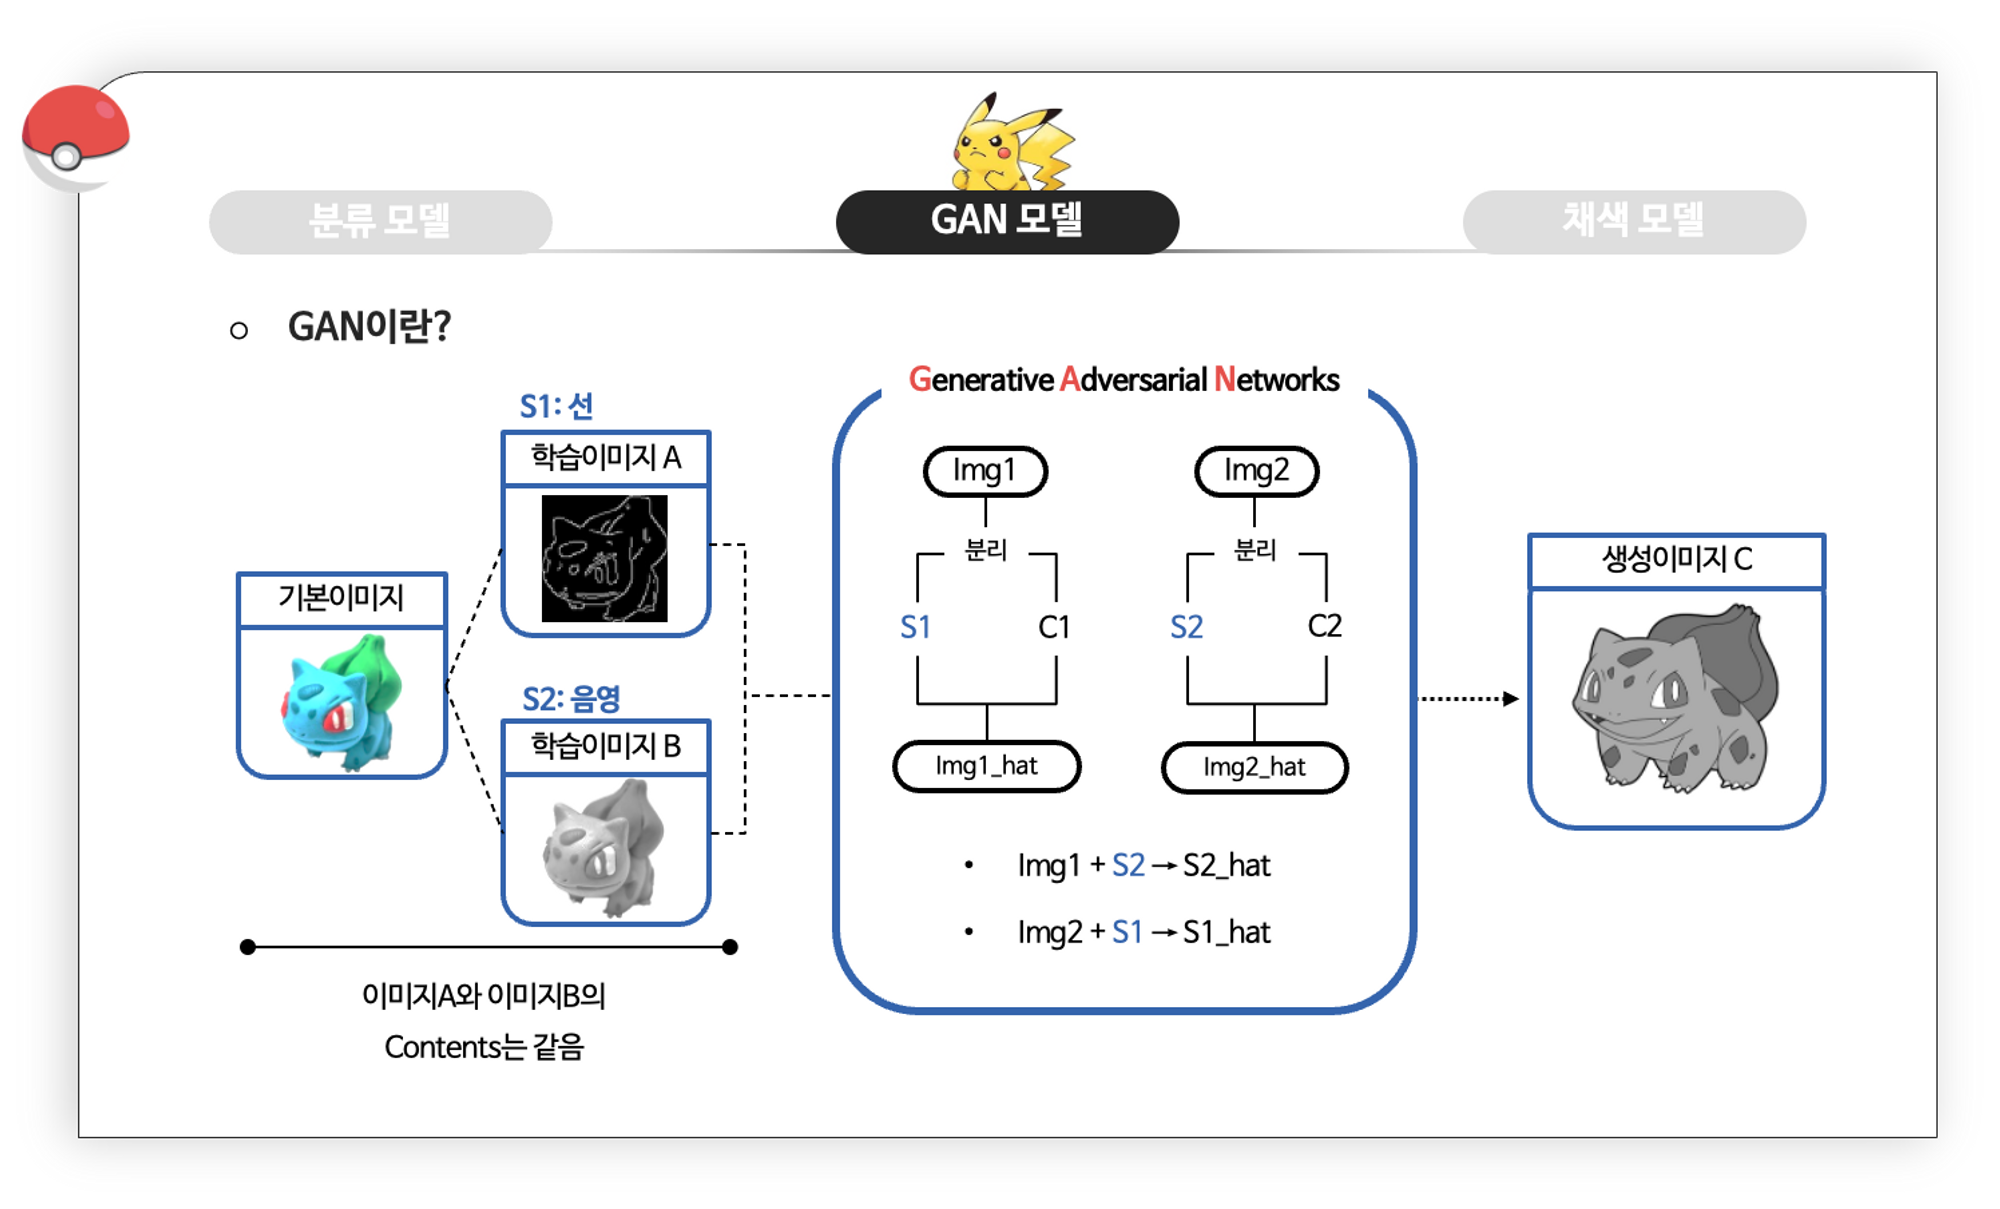 분류 모델
GAN 모델
채색 모델
GAN이란?
S1: 선
학습이미지 A
기본이미지
S2: 음영
학습이미지 B
이미지A와 이미지B의
Contents는 같음
Generative Adversarial Networks
Img1
Img2
분리
분리
S1
C1
S2
C2
Img1_hat
Img2_hat
• Img1 + S2 → S2_hat
• Img2 + S1 → S1_hat
생성이미지 C